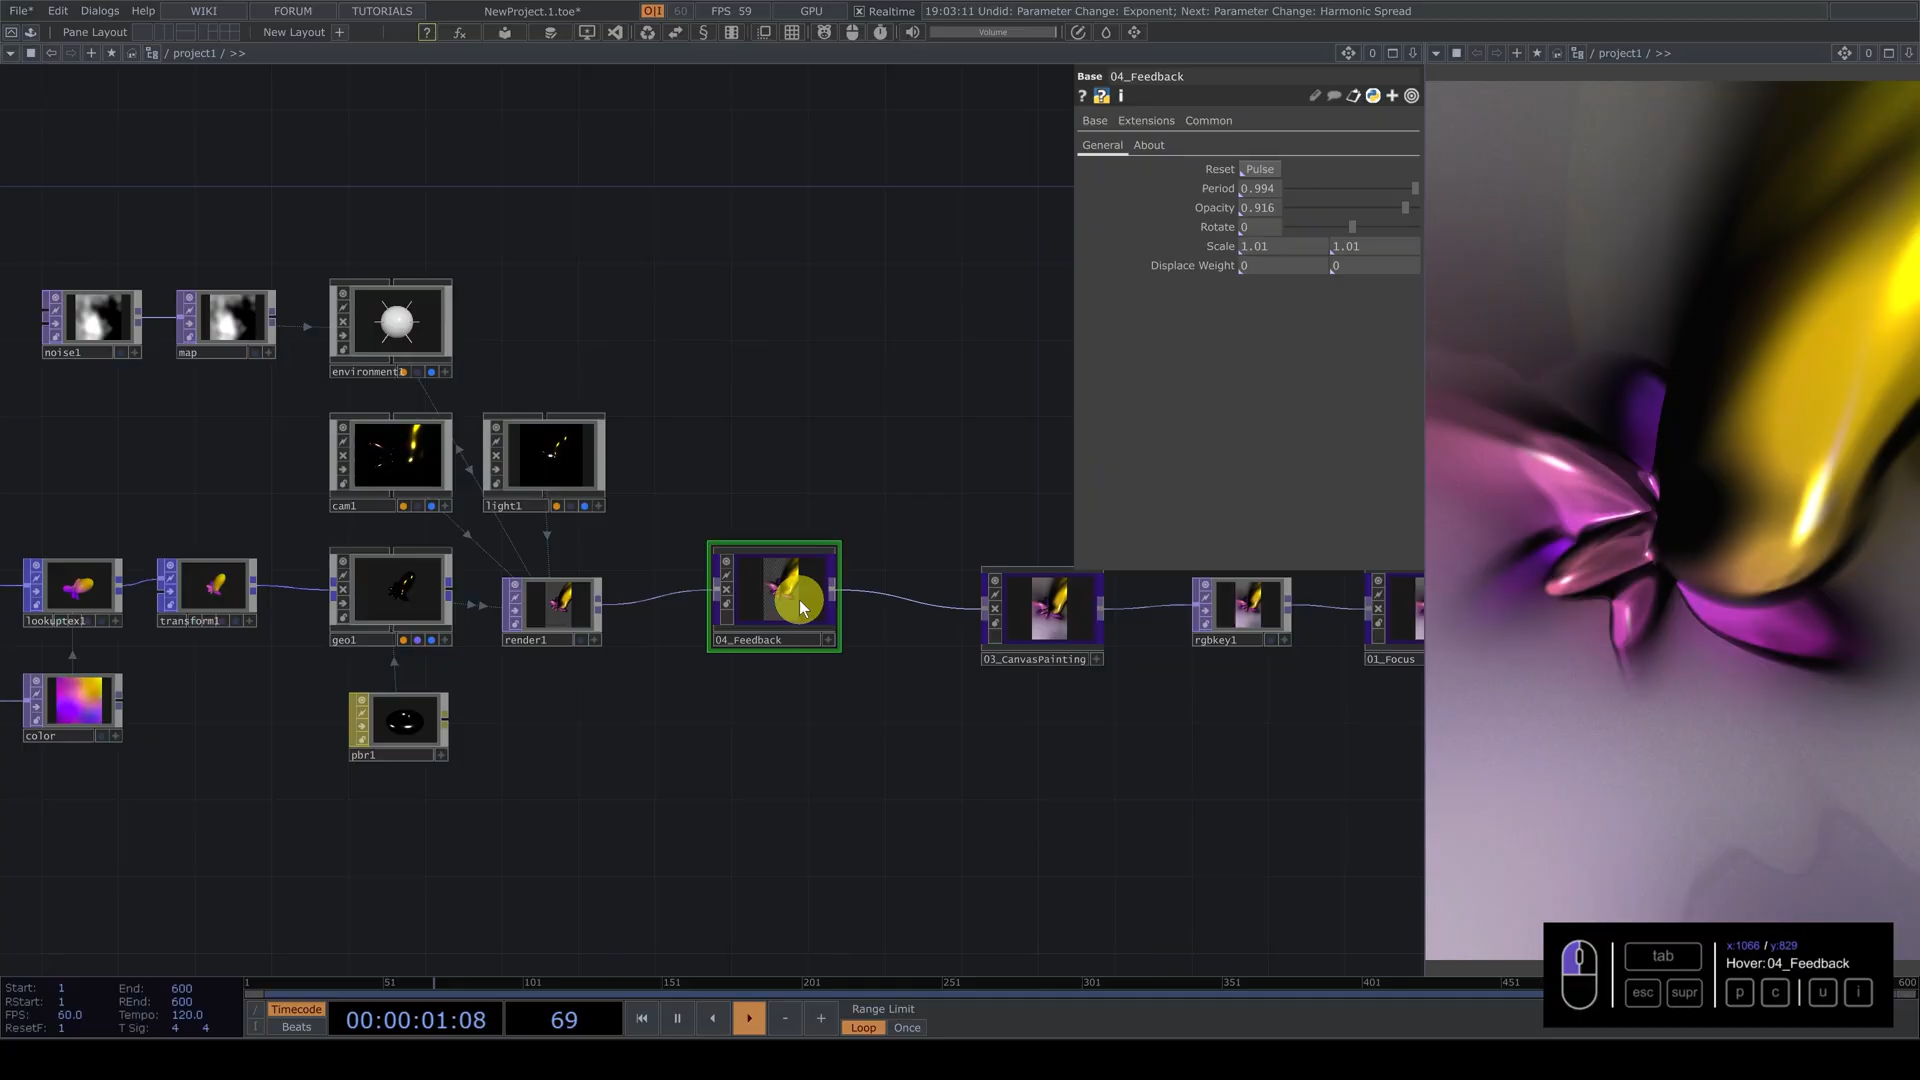 File* Edit Dialogs Help WIKI FORUM TUTORIALS NewProject.1.toe* O|I 60 FPS 59 GPU Realtime 19:03:11 Undid: Parameter Change: Exponent; Next: Parameter Change: Harmonic Spread
Pane Layout New Layout + ? fx Volume
/ project1 / >> 0
/ project1 / >> 0
Base 04_Feedback
? ? i
Base Extensions Common
General About
Reset Pulse
Period 0.994
Opacity 0.916
Rotate 0
Scale 1.01 1.01
Displace Weight 0 0
noise1
map
environment1
cam1
light1
lookuptex1
transform1
geo1
render1
04_Feedback
03_CanvasPainting
rgbkey1
01_Focus
color
pbr1
x:1066 / y:829
Hover: 04_Feedback
tab
esc supr
p c u i
1 51 101 151 201 251 301 351 401 451 600
Start: 1 End: 600
RStart: 1 REnd: 600
FPS: 60.0 Tempo: 120.0
ResetF: 1 T Sig: 4 4
Timecode
Beats
00:00:01:08
69
- +
Range Limit
Loop Once